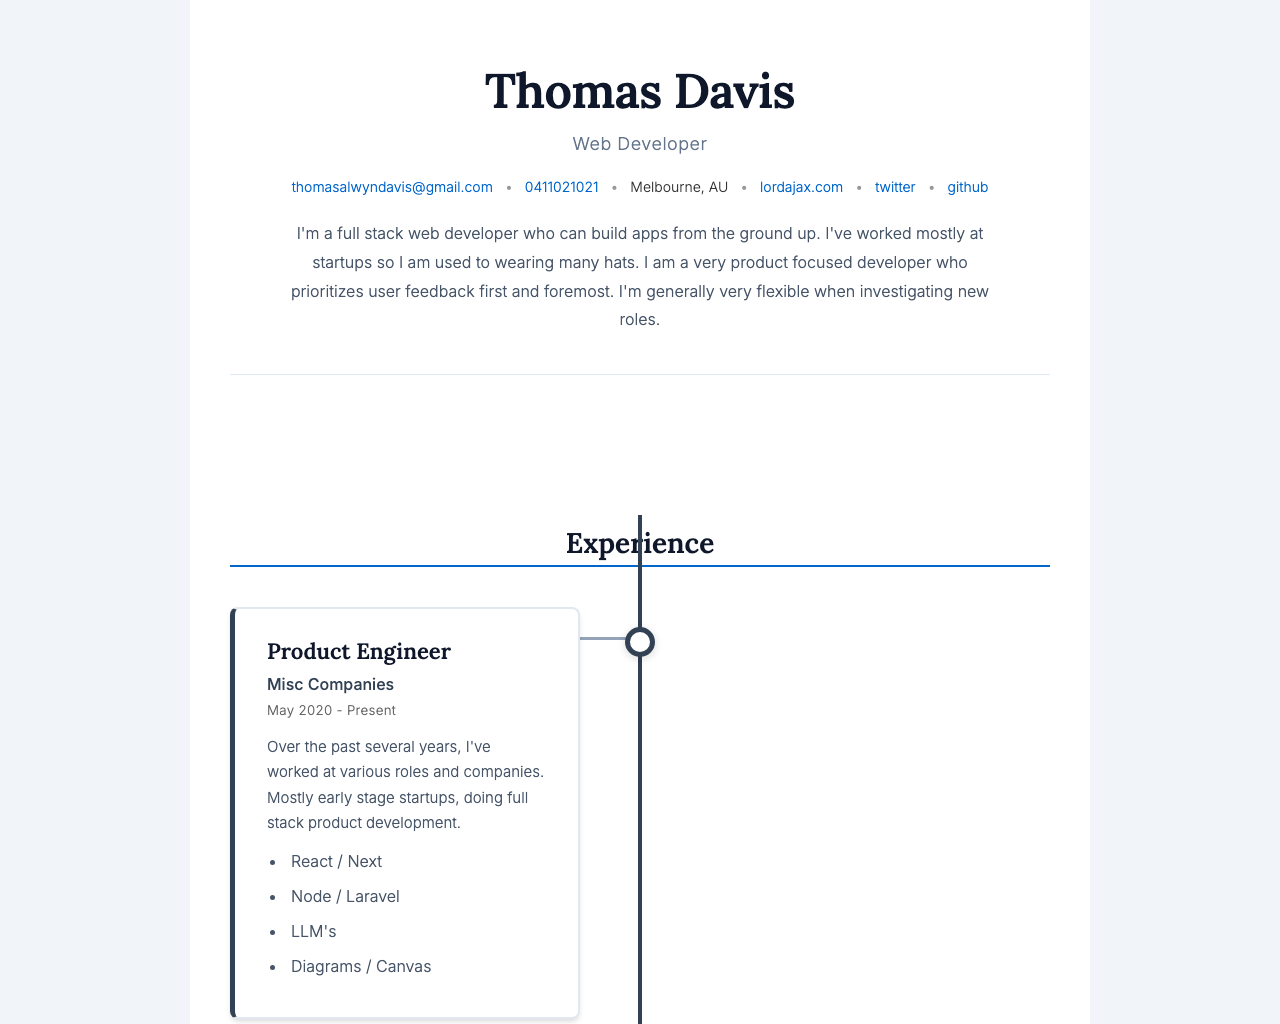 Thomas Davis
Web Developer
thomasalwyndavis@gmail.com • 0411021021 • Melbourne, AU • lordajax.com • twitter • github
I'm a full stack web developer who can build apps from the ground up. I've worked mostly at
startups so I am used to wearing many hats. I am a very product focused developer who
prioritizes user feedback first and foremost. I'm generally very flexible when investigating new
roles.
Experience
Product Engineer
Misc Companies
May 2020 - Present
Over the past several years, I've
worked at various roles and companies.
Mostly early stage startups, doing full
stack product development.
• React / Next
• Node / Laravel
• LLM's
• Diagrams / Canvas